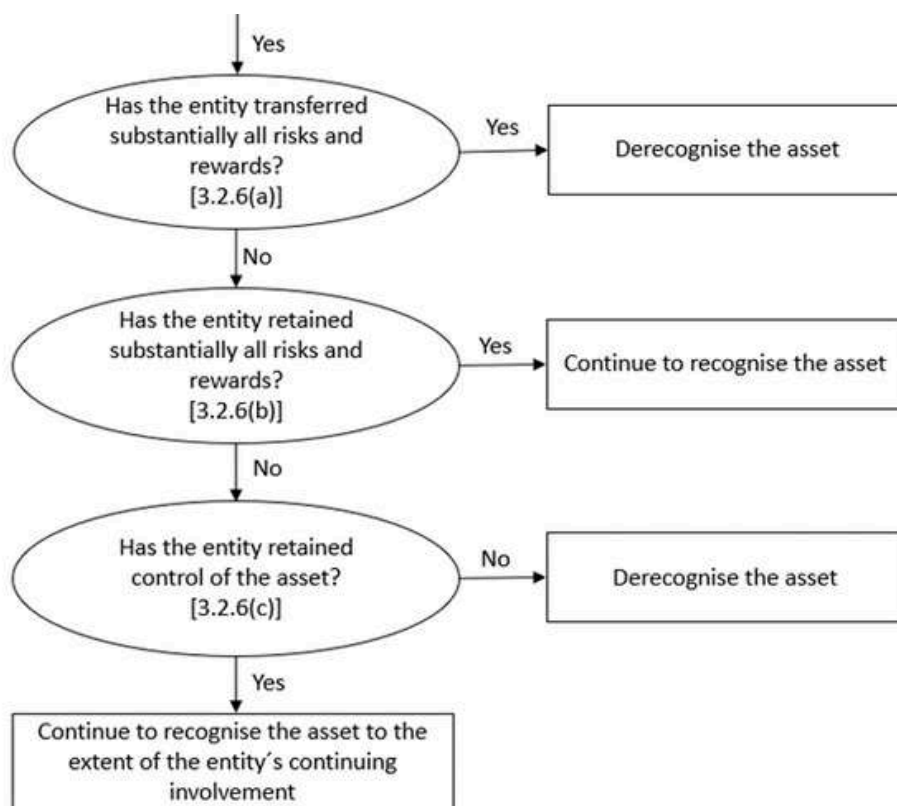 Yes
Has the entity transferred
substantially all risks and
rewards?
[3.2.6(a)]
Yes
Derecognise the asset
No
Has the entity retained
substantially all risks and
rewards?
[3.2.6(b)]
Yes
Continue to recognise the asset
No
Has the entity retained
control of the asset?
[3.2.6(c)]
No
Derecognise the asset
Yes
Continue to recognise the asset to the
extent of the entity´s continuing
involvement